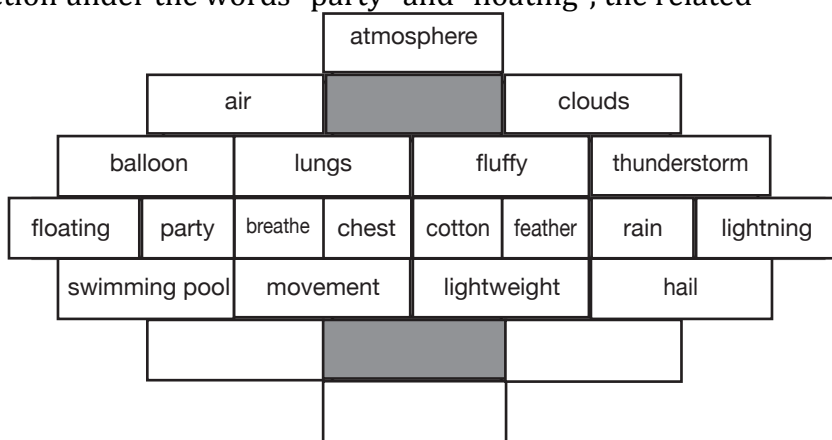 ction under the words "party" and "floating", the related
atmosphere
air clouds
balloon lungs fluffy thunderstorm
floating party breathe chest cotton feather rain lightning
swimming pool movement lightweight hail